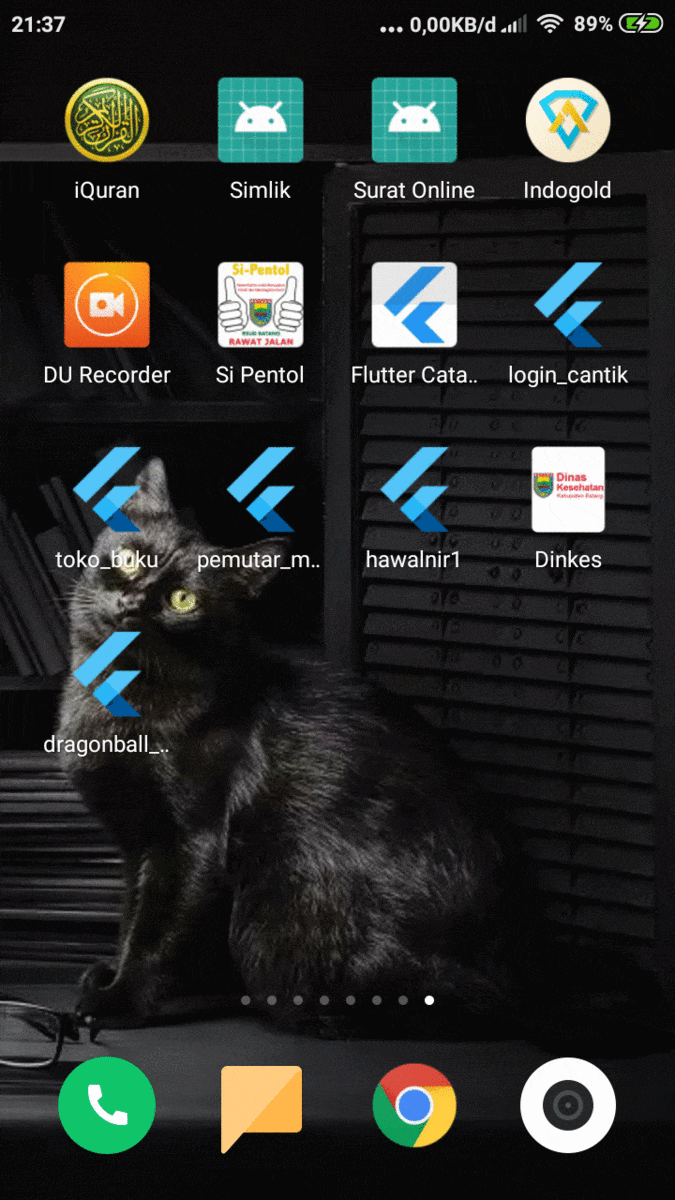 21:37
... 0,00KB/d
89%
iQuran
Simlik
Surat Online
Indogold
Si-Pentol
RAWAT JALAN
DU Recorder
Si Pentol
Flutter Cata..
login_cantik
Dinas
Kesehatan
Kabupaten Batang
toko_buku
pemutar_m..
hawalnir1
Dinkes
dragonball_..